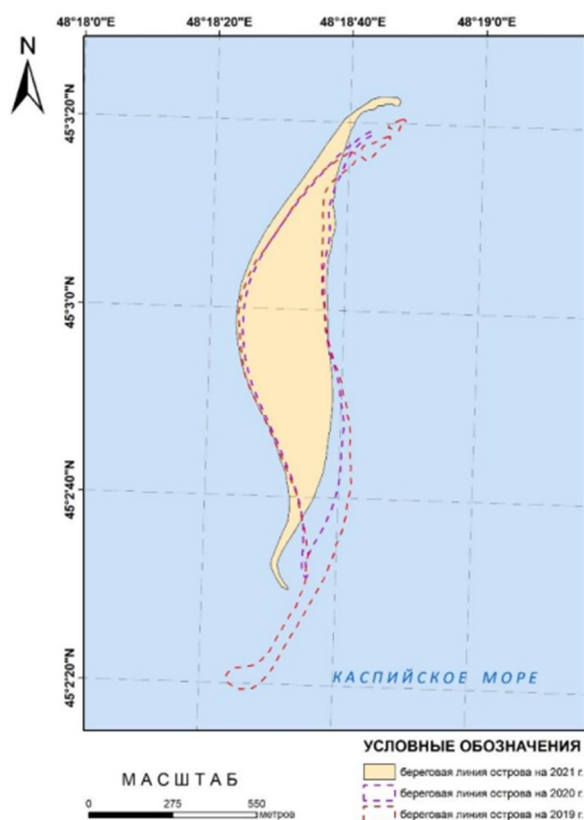 48°18'0"E 48°18'20"E 48°18'40"E 48°19'0"E
N
45°3'20"N
45°3'0"N
45°2'40"N
45°2'20"N
КАСПИЙСКОЕ МОРЕ
УСЛОВНЫЕ ОБОЗНАЧЕНИЯ
береговая линия острова на 2021 г.
береговая линия острова на 2020 г.
береговая линия острова на 2019 г.
МАСШТАБ
0 275 550
метров